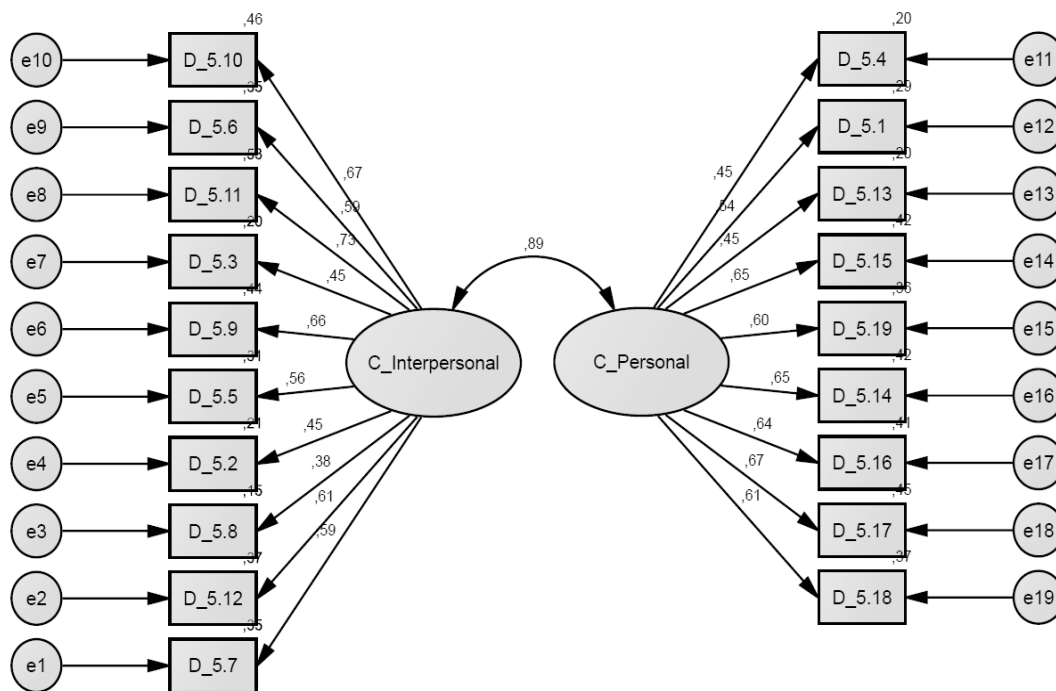 ,46
e10
D_5.10
,35
e9
D_5.6
,53
e8
D_5.11
,20
e7
D_5.3
,44
e6
D_5.9
,31
e5
D_5.5
,21
e4
D_5.2
,15
e3
D_5.8
,37
e2
D_5.12
,35
e1
D_5.7
,67
,59
,73
,45
,66
,56
,45
,38
,61
,59
C_Interpersonal
,89
C_Personal
,45
,54
,45
,65
,60
,65
,64
,67
,61
,20
D_5.4
e11
,29
D_5.1
e12
,20
D_5.13
e13
,42
D_5.15
e14
,36
D_5.19
e15
,42
D_5.14
e16
,41
D_5.16
e17
,45
D_5.17
e18
,37
D_5.18
e19